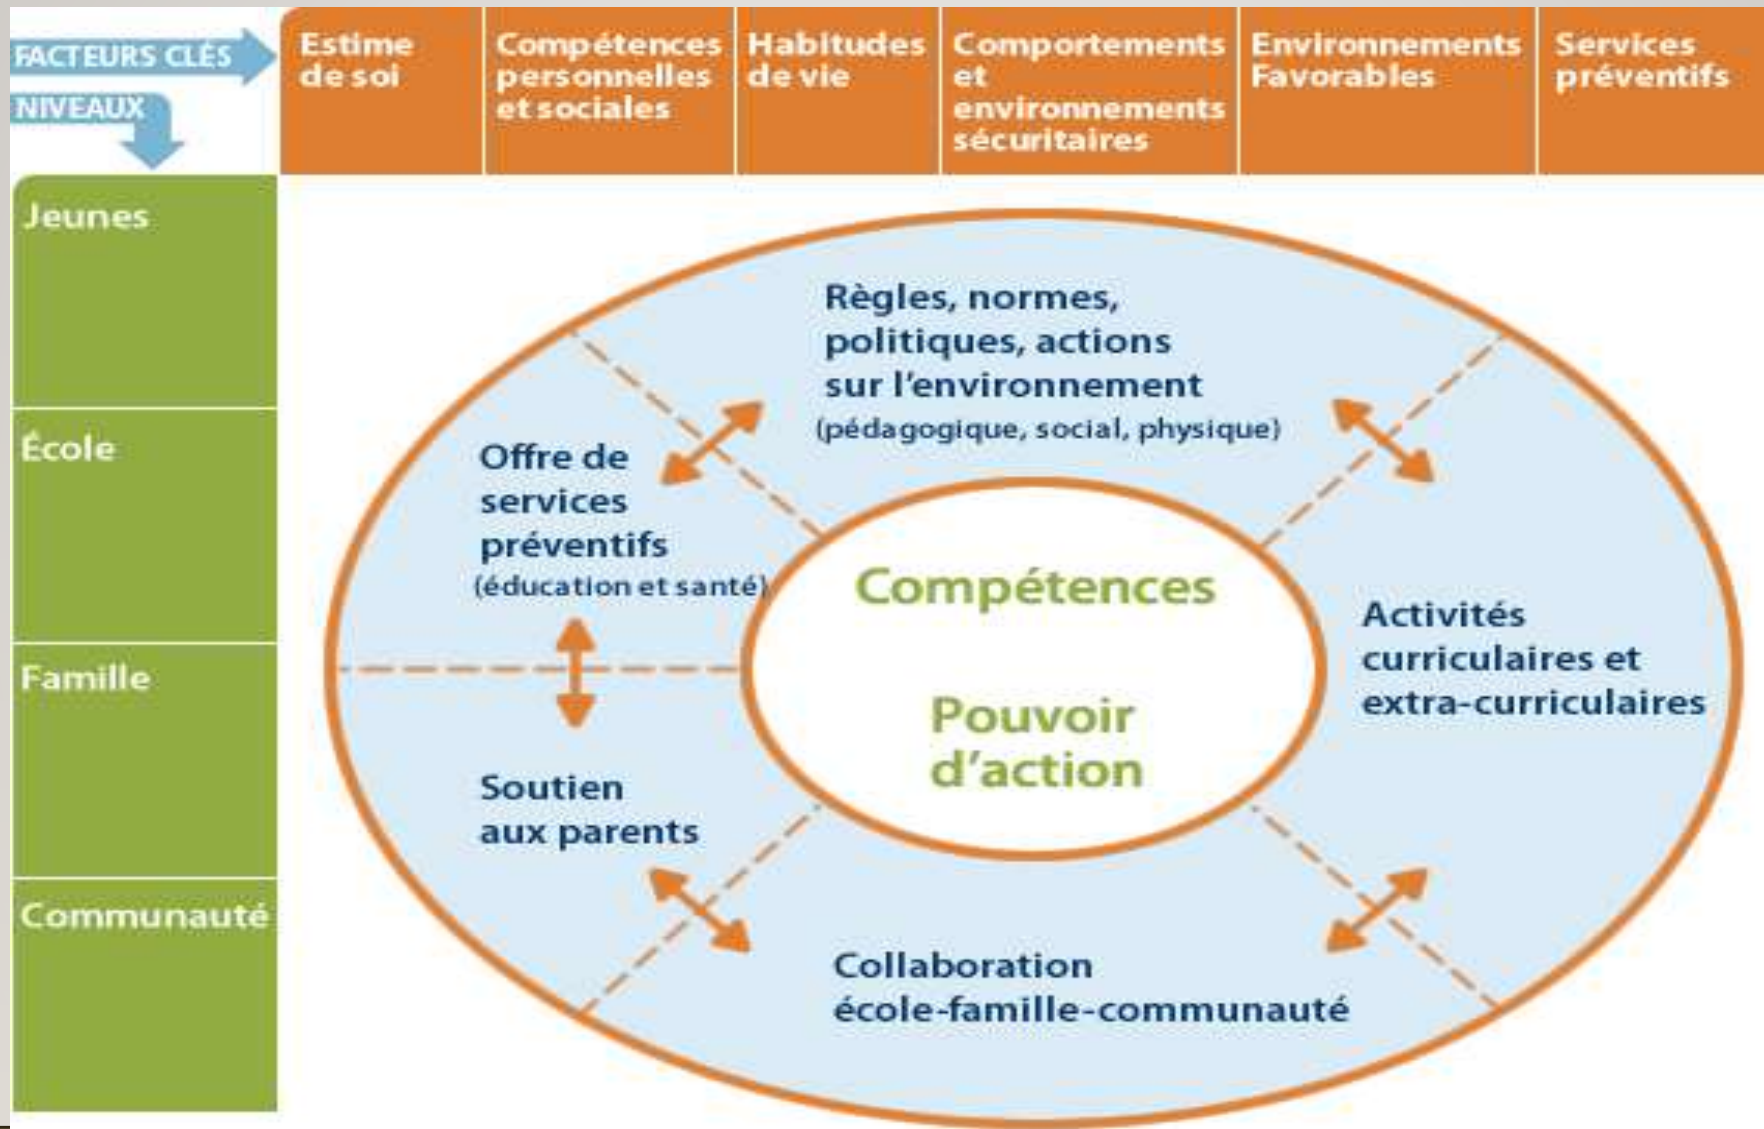 FACTEURS CLÉS
NIVEAUX
Estime
de soi
Compétences
personnelles
et sociales
Habitudes
de vie
Comportements
et
environnements
sécuritaires
Environnements
Favorables
Services
préventifs
Jeunes
École
Famille
Communauté
Règles, normes,
politiques, actions
sur l'environnement
(pédagogique, social, physique)
Offre de
services
préventifs
(éducation et santé)
Compétences
Pouvoir
d'action
Activités
curriculaires et
extra-curriculaires
Soutien
aux parents
Collaboration
école-famille-communauté